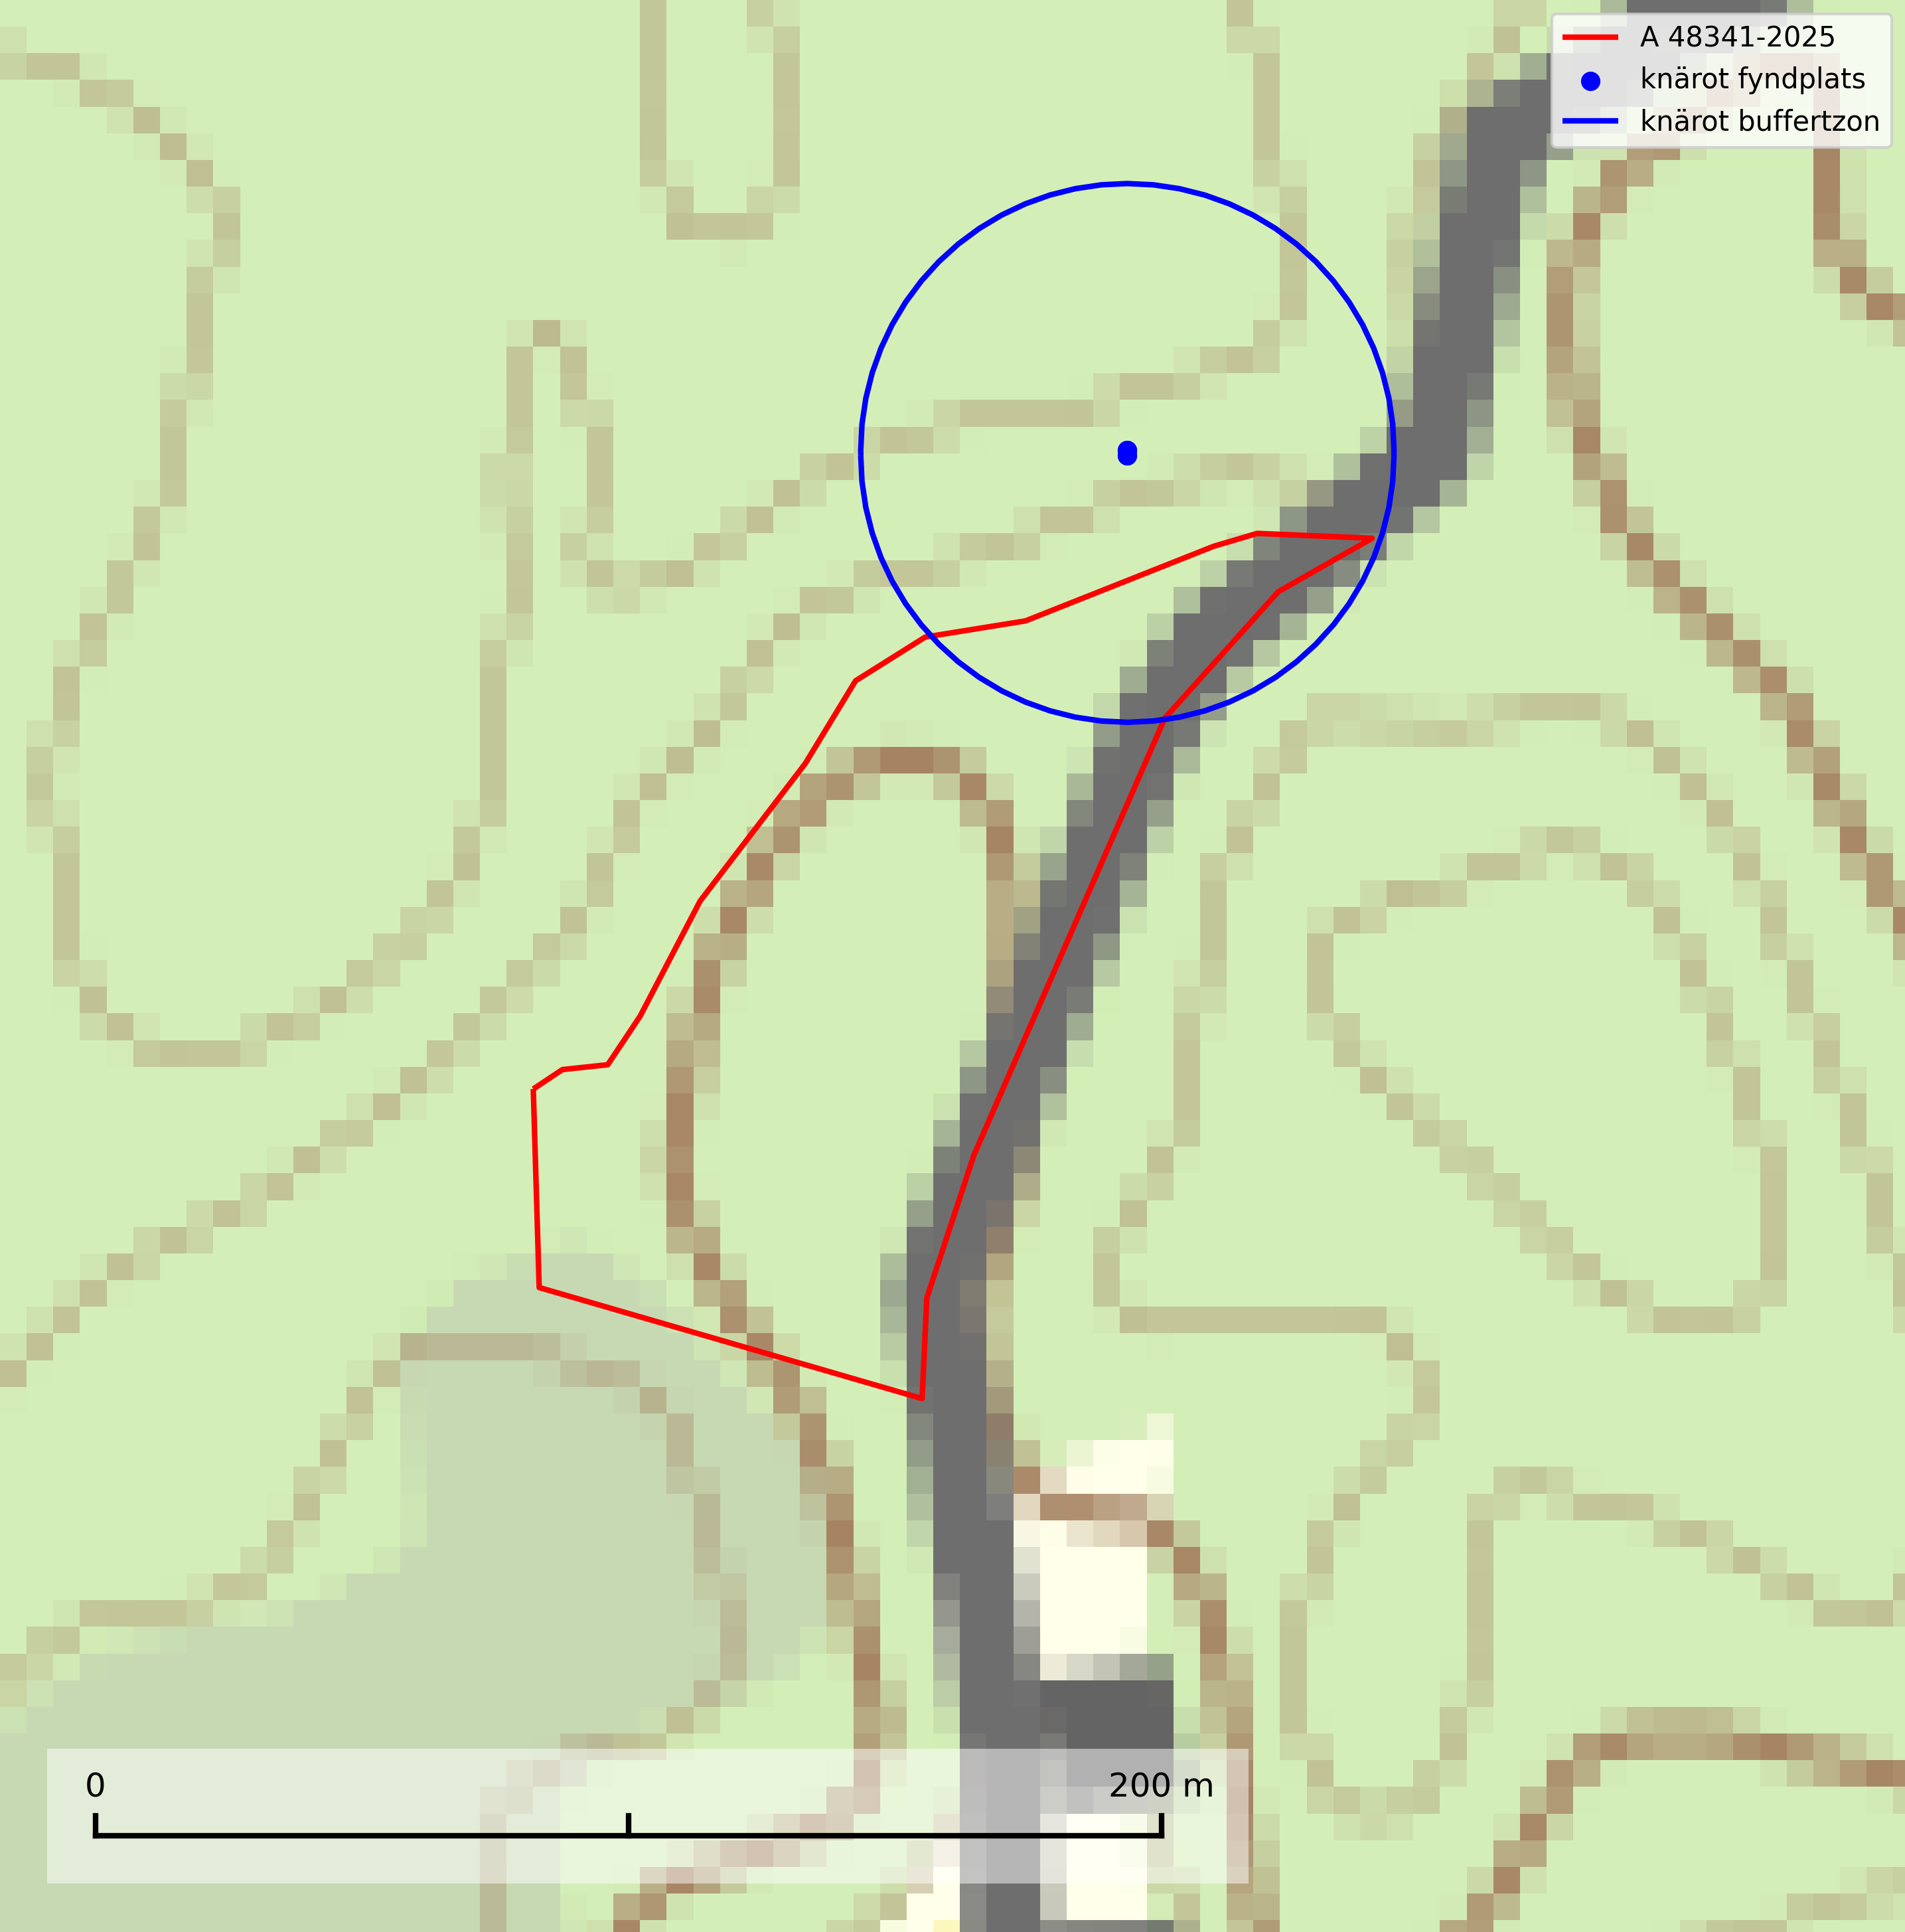 A 48341-2025
knärot fyndplats
knärot buffertzon
0
200 m